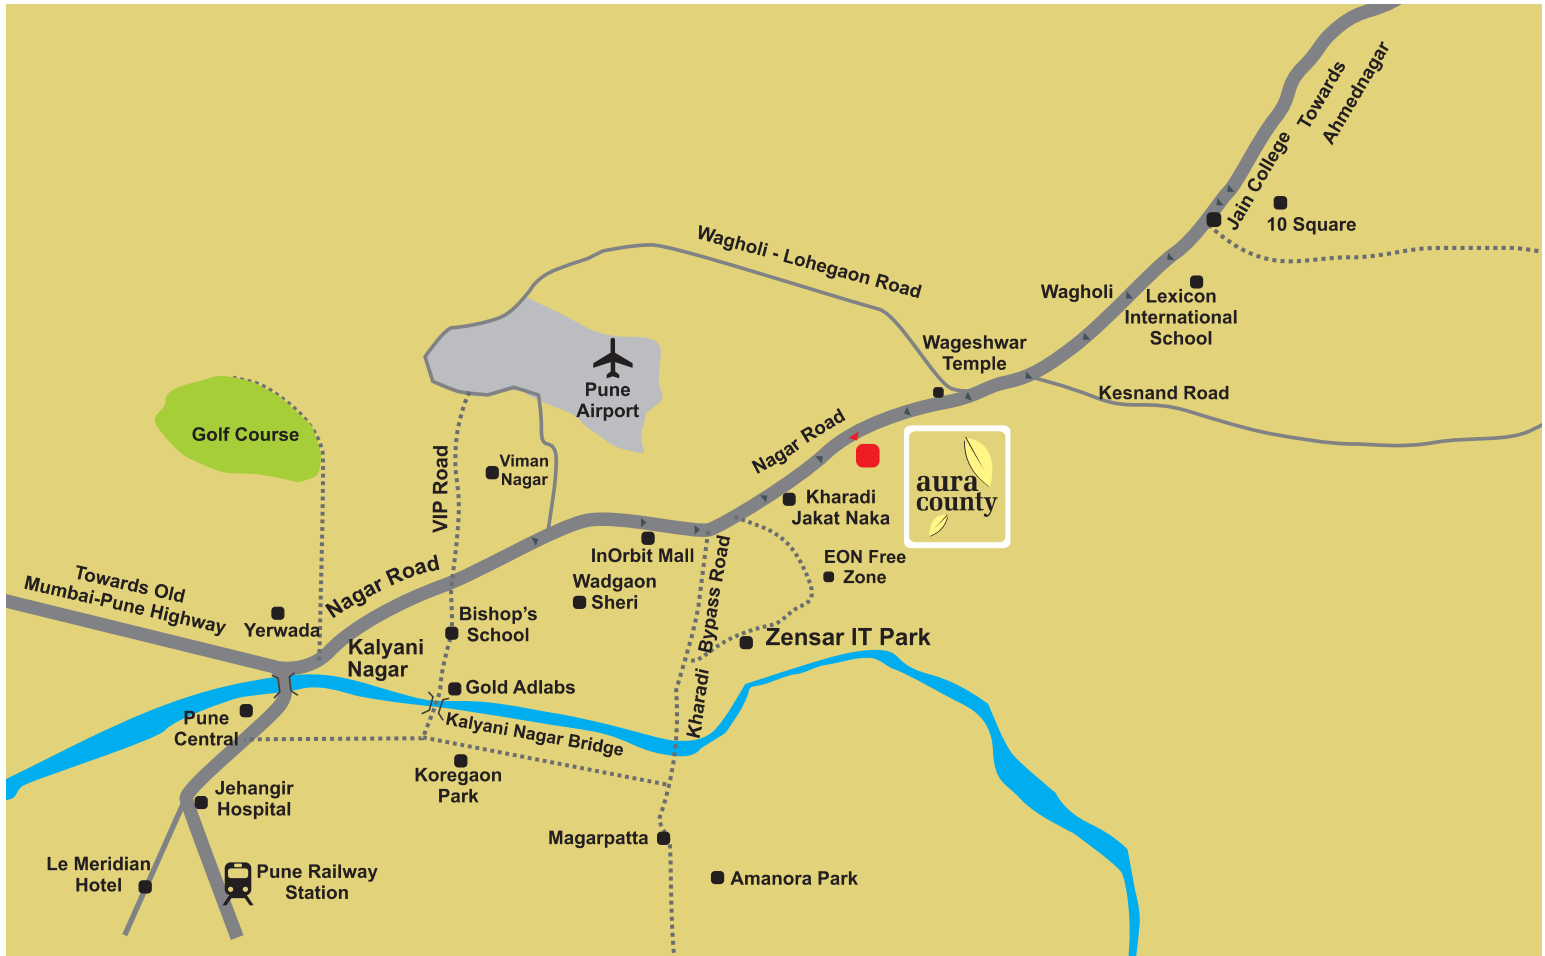 Towards
Ahmednagar
Jain College
10 Square
Wagholi - Lohegaon Road
Wagholi
Lexicon
International
School
Wageshwar
Temple
Kesnand Road
Pune
Airport
Golf Course
Nagar Road
aura
county
VIP Road
Viman
Nagar
Kharadi
Jakat Naka
InOrbit Mall
EON Free
Zone
Towards Old
Mumbai-Pune Highway
Nagar Road
Wadgaon
Sheri
Kharadi Bypass Road
Yerwada
Bishop's
School
Zensar IT Park
Kalyani
Nagar
Gold Adlabs
Pune
Central
Kalyani Nagar Bridge
Koregaon
Park
Jehangir
Hospital
Magarpatta
Le Meridian
Hotel
Pune Railway
Station
Amanora Park